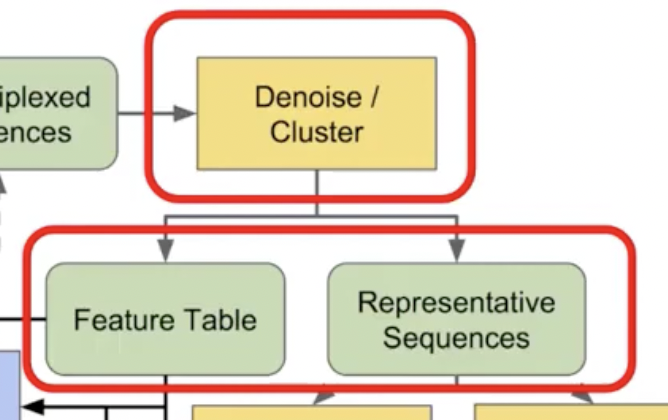 iplexed
ences
Denoise /
Cluster
Feature Table
Representative
Sequences